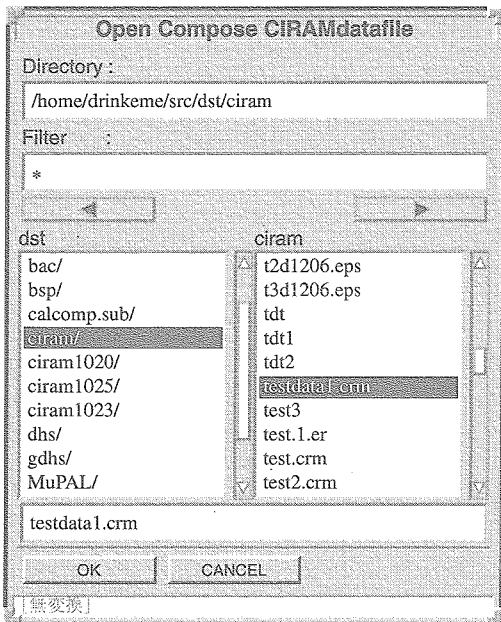 Open Compose CIRAMdatafile
Directory :
/home/drinkeme/src/dst/ciram
Filter :
*
dst
bac/
bsp/
calcomp.sub/
ciram/
ciram1020/
ciram1025/
ciram1023/
dhs/
gdhs/
MuPAL/
ciram
t2d1206.eps
t3d1206.eps
tdt
tdt1
tdt2
testdata1.crm
test3
test.1.er
test.crm
test2.crm
testdata1.crm
OK CANCEL
[無変換]